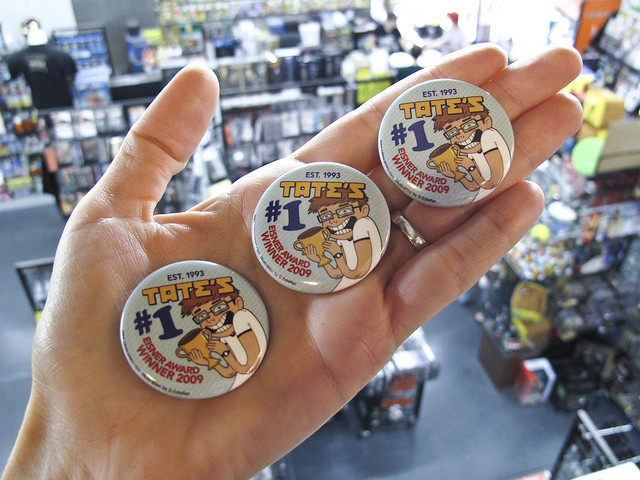 EST. 1993
TATE'S
#1
EISNER AWARD
WINNER 2009
EST. 1993
TATE'S
#1
EISNER AWARD
WINNER 2009
EST. 1993
TATE'S
#1
EISNER AWARD
WINNER 2009